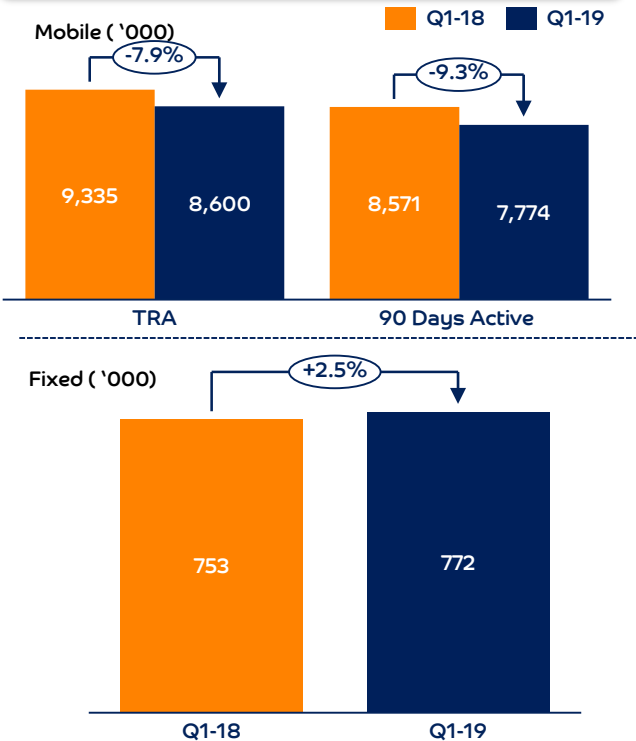 Q1-18 Q1-19
Mobile ( ‘000)
-7.9%
-9.3%
9,335
8,600
8,571
7,774
TRA
90 Days Active
Fixed ( ‘000)
+2.5%
753
772
Q1-18
Q1-19